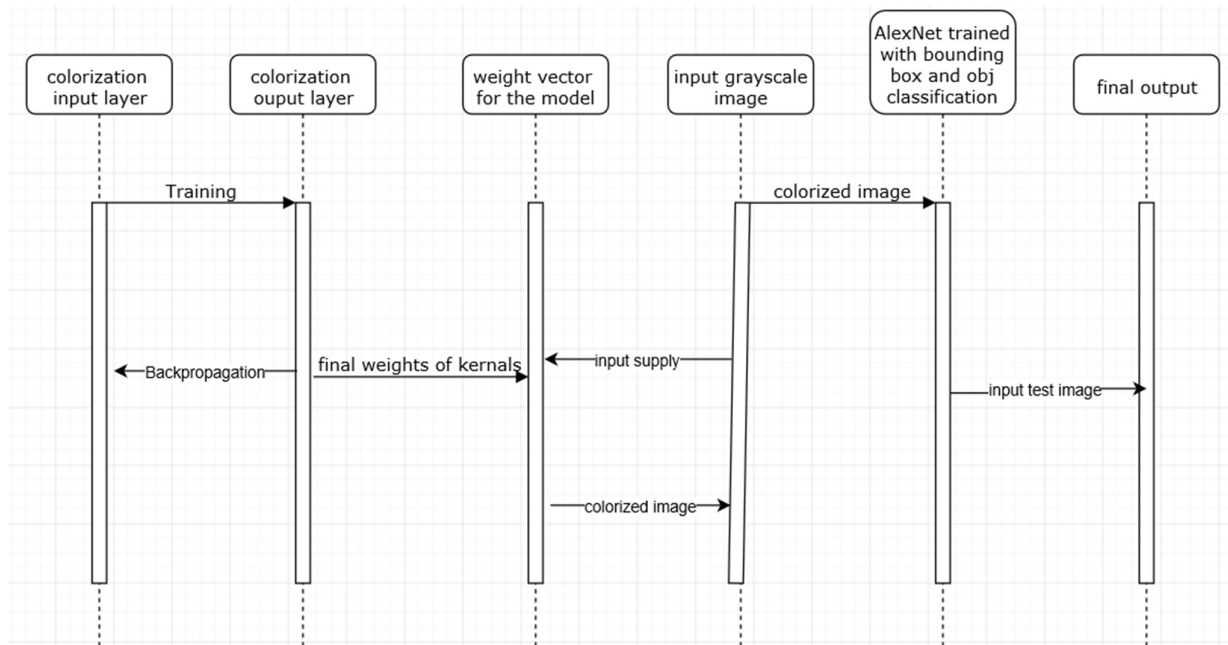 colorization
input layer
colorization
ouput layer
weight vector
for the model
input grayscale
image
AlexNet trained
with bounding
box and obj
classification
final output
Training
colorized image
Backpropagation
final weights of kernals
input supply
input test image
colorized image